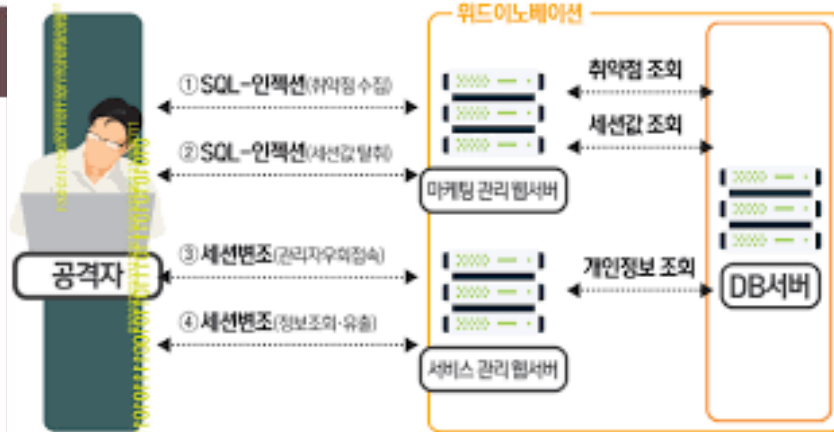 위드이노베이션
① SQL-인젝션(취약점 수집)
② SQL-인젝션(세션값 탈취)
③ 세션변조(관리자우회접속)
④ 세션변조(정보조회·유출)
공격자
마케팅 관리 웹서버
서비스 관리 웹서버
취약점 조회
세션값 조회
개인정보 조회
DB서버